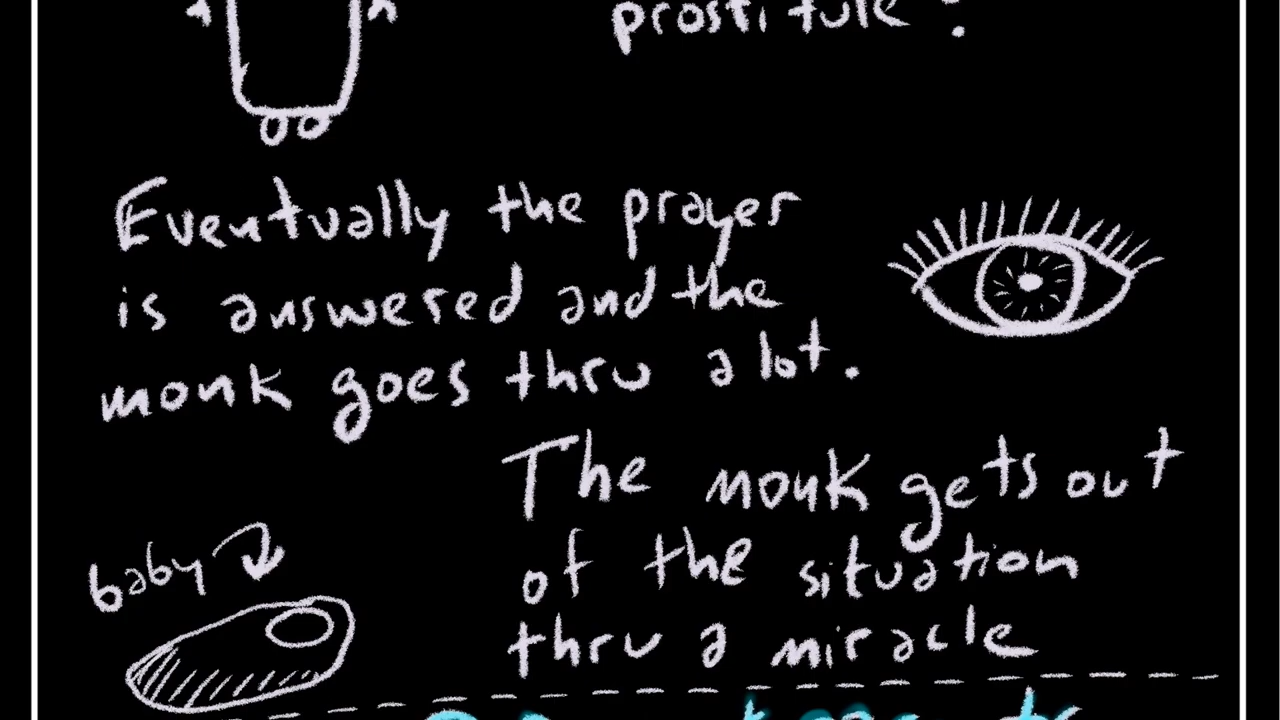 prostitute?
Eventually the prayer
is answered and the
monk goes thru a lot.
The monk gets out
of the situation
thru a miracle
baby